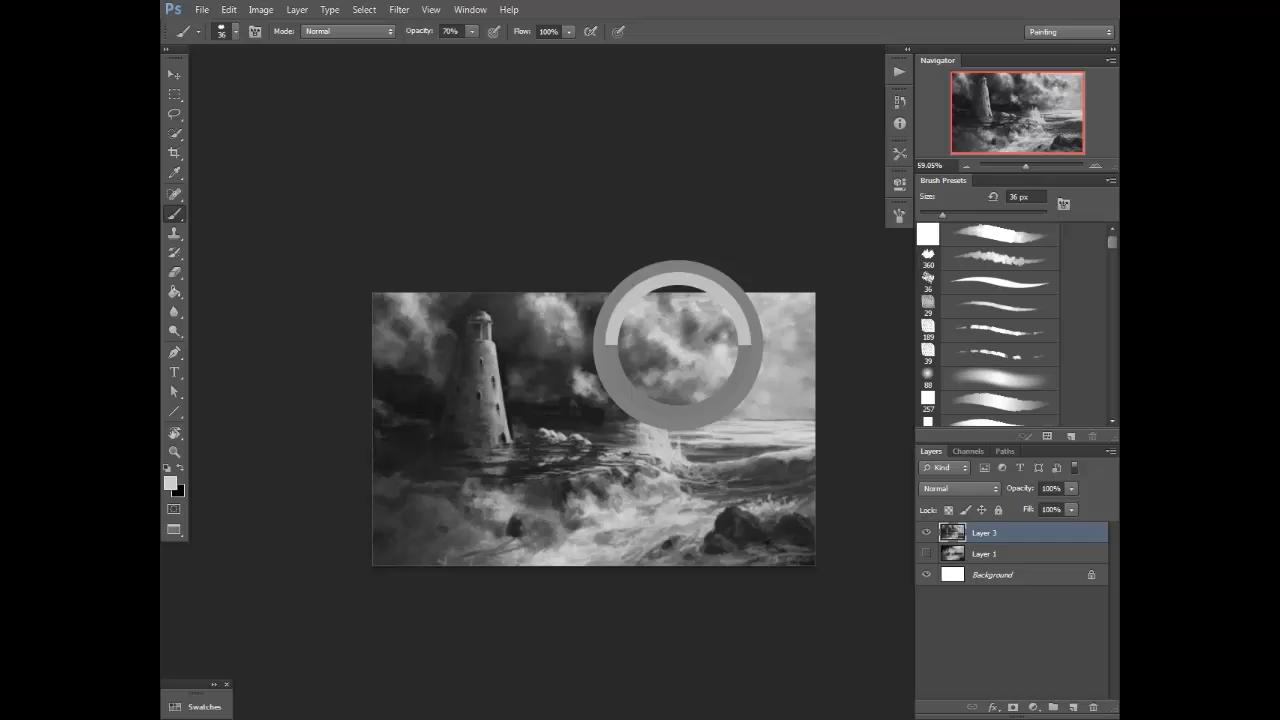 Ps File Edit Image Layer Type Select Filter View Window Help
36 Mode: Normal Opacity: 70% Flow: 100% Painting
Navigator
59.05%
Brush Presets
Size: 36 px
360
36
29
189
39
88
257
Layers Channels Paths
Kind
Normal Opacity: 100%
Lock: Fill: 100%
Layer 3
Layer 1
Background
Swatches